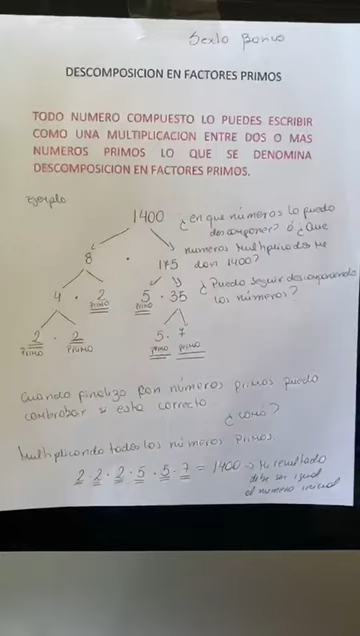 Sexto Básico
DESCOMPOSICION EN FACTORES PRIMOS
TODO NUMERO COMPUESTO LO PUEDES ESCRIBIR
COMO UNA MULTIPLICACION ENTRE DOS O MAS
NUMEROS PRIMOS LO QUE SE DENOMINA
DESCOMPOSICION EN FACTORES PRIMOS.
Ejemplo
1400 ¿en que números lo puedo
descomponer? ó ¿Que
números multiplicados me
8 · 175 dan 1400?
4 · 2 5 · 35 ¿Puedo seguir descomponiendo
PRIMO PRIMO los números?
2 · 2 5 · 7
PRIMO PRIMO PRIMO PRIMO
Cuando finalizo con números primos puedo
comprobar si esta correcto
¿como?
Multiplicando todos los números primos.
2 · 2 · 2 · 5 · 5 · 7 = 1400 → tu resultado
debe ser igual
al numero inicial